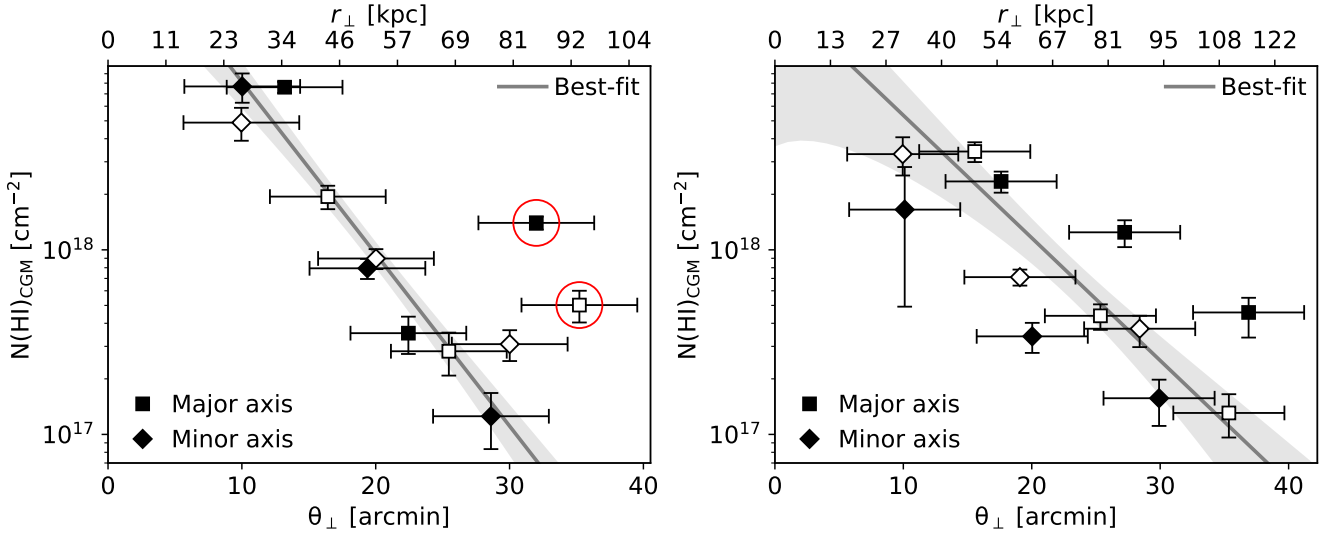 r⊥ [kpc]
0 11 23 34 46 57 69 81 92 104
Best-fit
N(HI)CGM [cm−2]
10^18
10^17
Major axis
Minor axis
0 10 20 30 40
θ⊥ [arcmin]
r⊥ [kpc]
0 13 27 40 54 67 81 95 108 122
Best-fit
N(HI)CGM [cm−2]
10^18
10^17
Major axis
Minor axis
0 10 20 30 40
θ⊥ [arcmin]